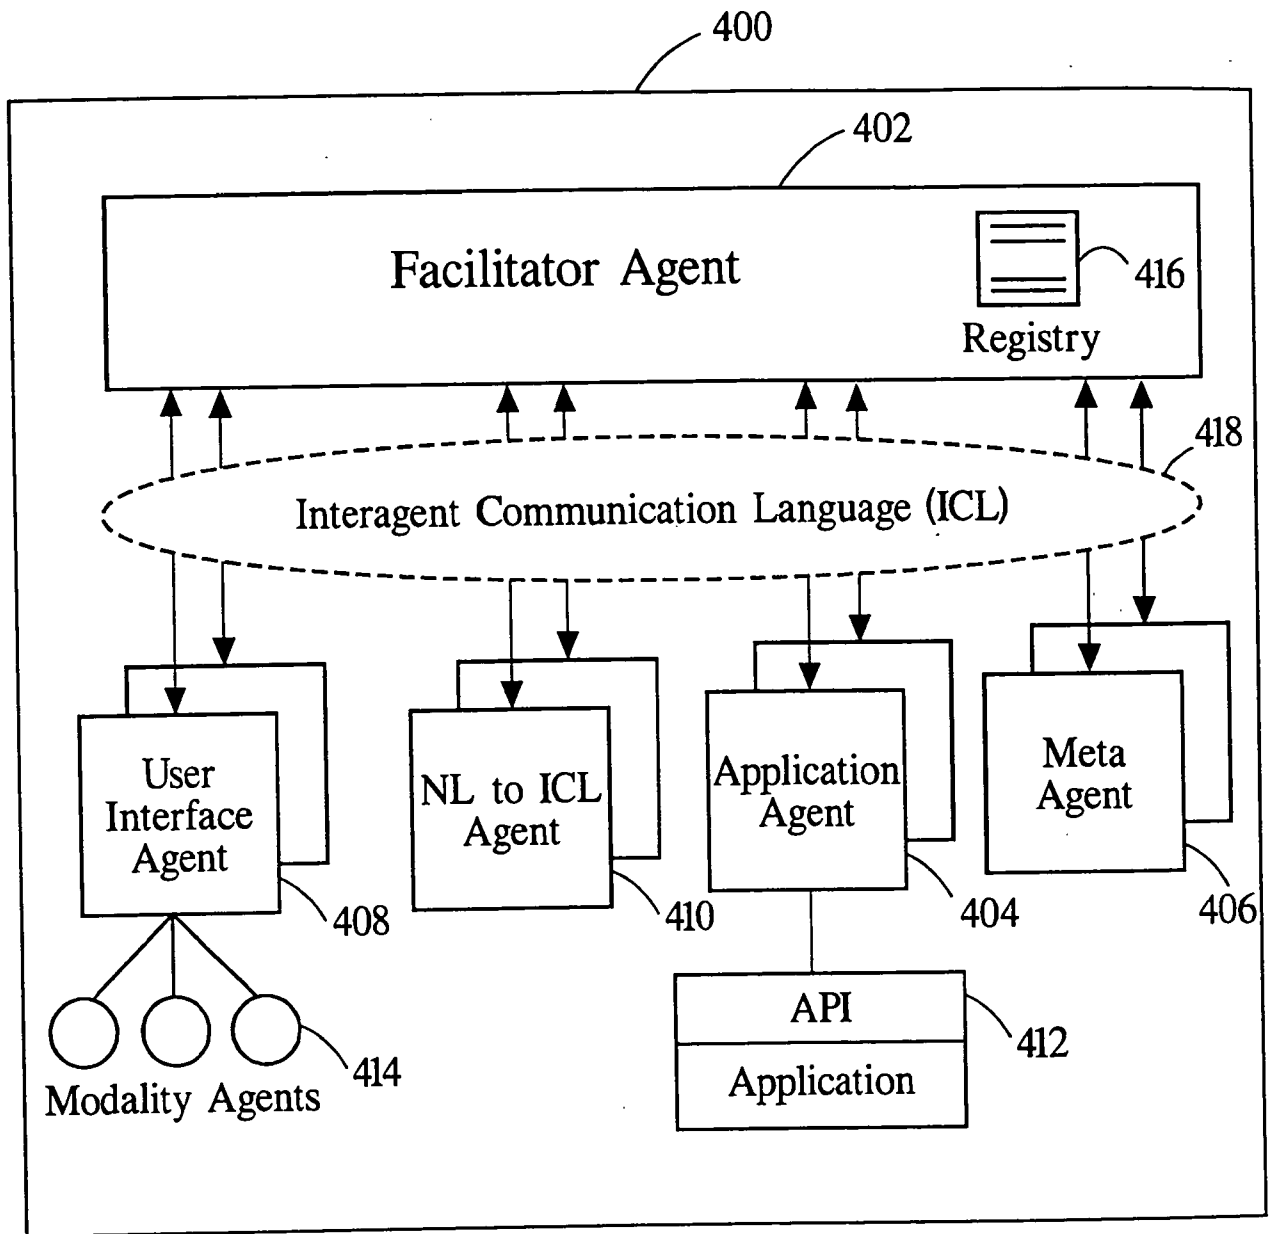 400
402
Facilitator Agent
416
Registry
418
Interagent Communication Language (ICL)
User
Interface
Agent
408
NL to ICL
Agent
410
Application
Agent
404
Meta
Agent
406
414
Modality Agents
API
412
Application